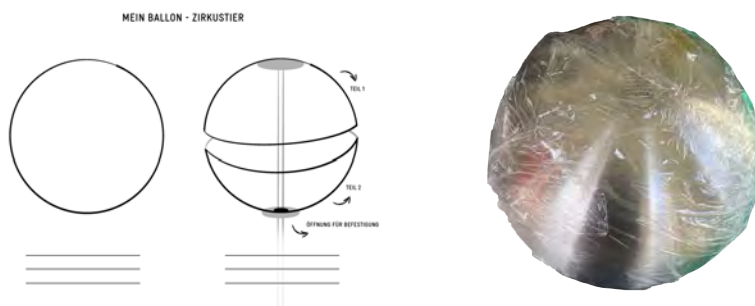 MEIN BALLON - ZIRKUSTIER
TEIL 1
TEIL 2
ÖFFNUNG FÜR BEFESTIGUNG